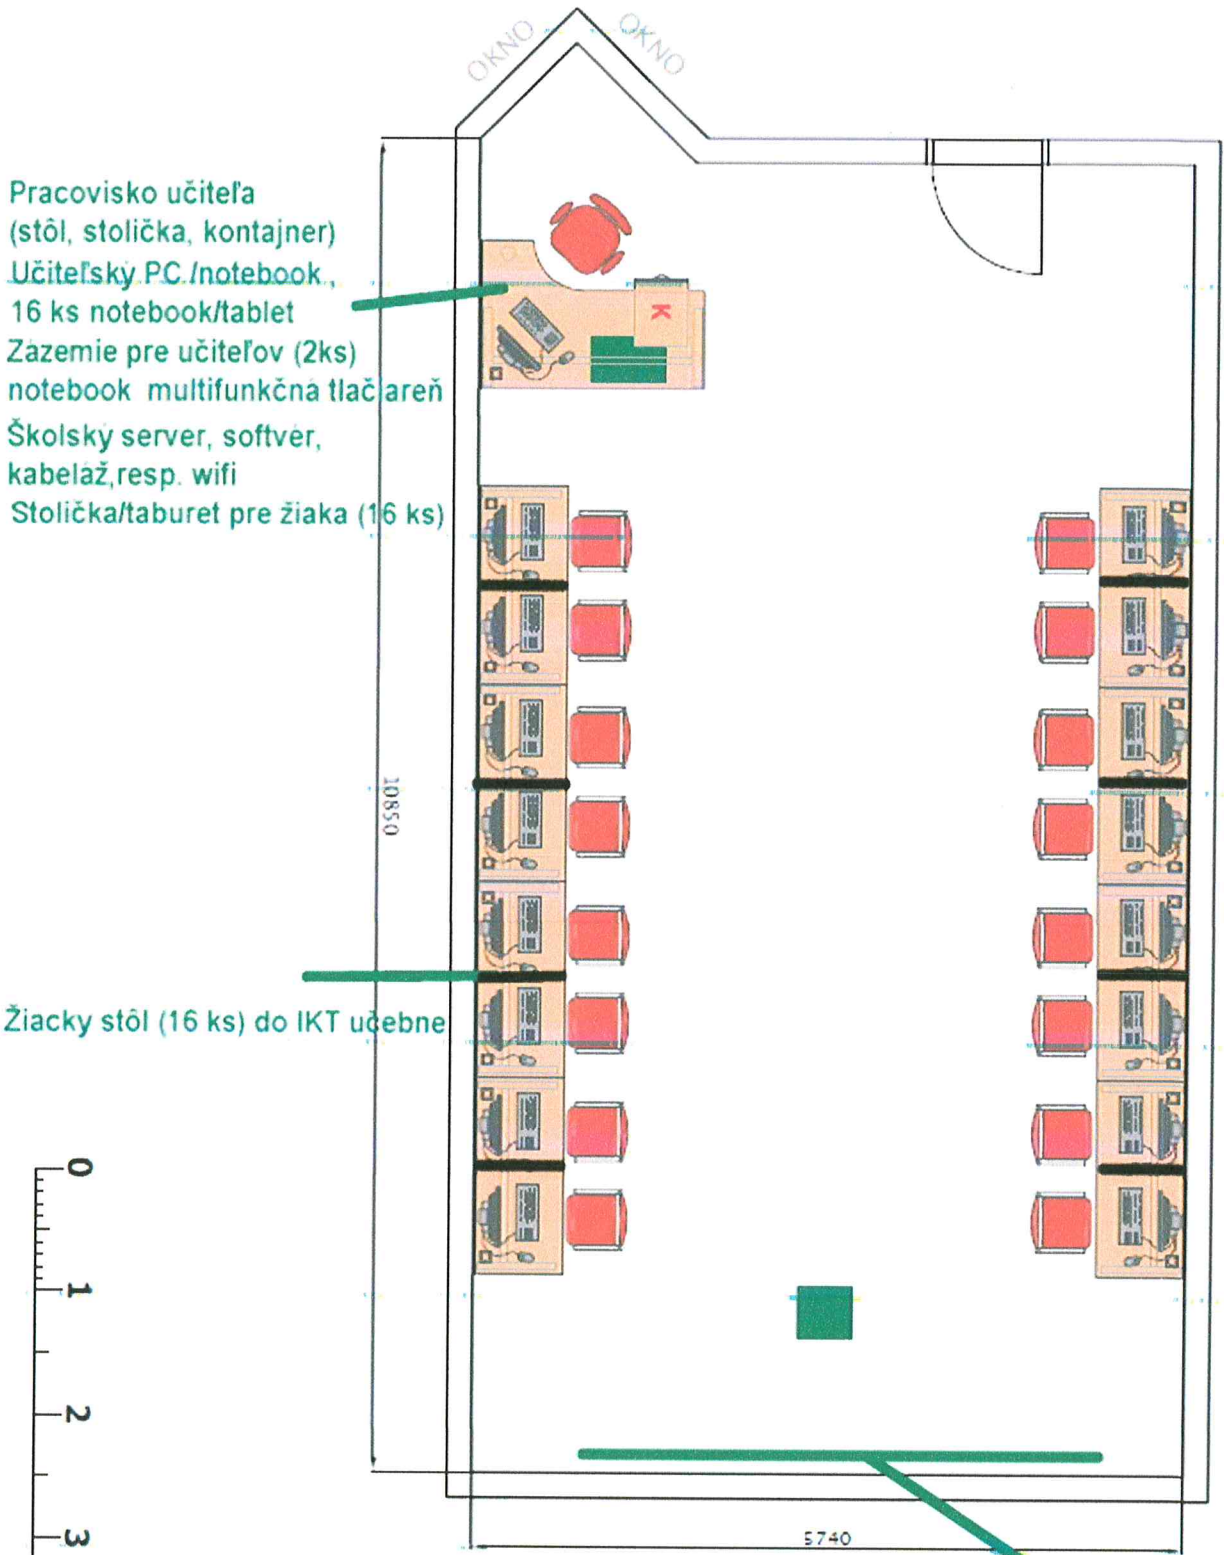 OKNO
OKNO
Pracovisko učiteľa
(stôl, stolička, kontajner)
Učiteľský PC/notebook,
16 ks notebook/tablet
Zázemie pre učiteľov (2ks)
notebook multifunkčná tlačiareň
Školský server, softvér,
kabeláž,resp. wifi
Stolička/taburet pre žiaka (16 ks)
K
10850
Žiacky stôl (16 ks) do IKT učebne
0
1
2
3
5740